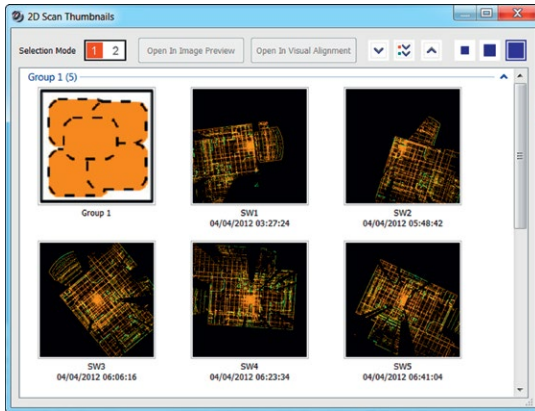 2D Scan Thumbnails
Selection Mode 1 2 Open In Image Preview Open In Visual Alignment
Group 1 (5)
Group 1
SW1
04/04/2012 03:27:24
SW2
04/04/2012 05:48:42
SW3
04/04/2012 06:06:16
SW4
04/04/2012 06:23:34
SW5
04/04/2012 06:41:04